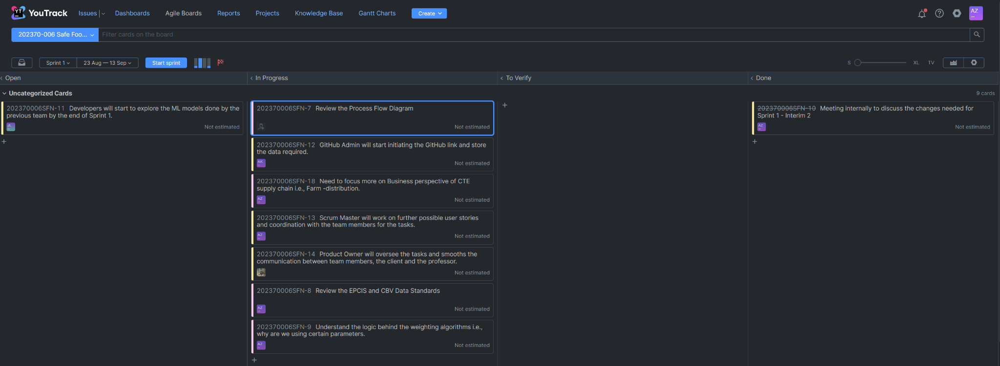 YouTrack
Issues Dashboards Agile Boards Reports Projects Knowledge Base Gantt Charts Create
AZ
202370-006 Safe Foo... Filter cards on the board
Sprint 1 23 Aug — 13 Sep Start sprint S XL TV
Open In Progress To Verify Done
Uncategorized Cards 9 cards
202370006SFN-11 Developers will start to explore the ML models done by the
previous team by the end of Sprint 1.
JL
Not estimated
202370006SFN-7 Review the Process Flow Diagram
Not estimated
202370006SFN-12 GitHub Admin will start initiating the GitHub link and store
the data required.
AK
Not estimated
202370006SFN-18 Need to focus more on Business perspective of CTE
supply chain i.e., Farm -distribution.
AZ
Not estimated
202370006SFN-13 Scrum Master will work on further possible user stories
and coordination with the team members for the tasks.
AZ
Not estimated
202370006SFN-14 Product Owner will oversee the tasks and smooths the
communication between team members, the client and the professor.
Not estimated
202370006SFN-8 Review the EPCIS and CBV Data Standards
AZ
Not estimated
202370006SFN-9 Understand the logic behind the weighting algorithms i.e.,
why are we using certain parameters.
AZ
Not estimated
202370006SFN-10 Meeting internally to discuss the changes needed for
Sprint 1 - Interim 2
AZ
Not estimated